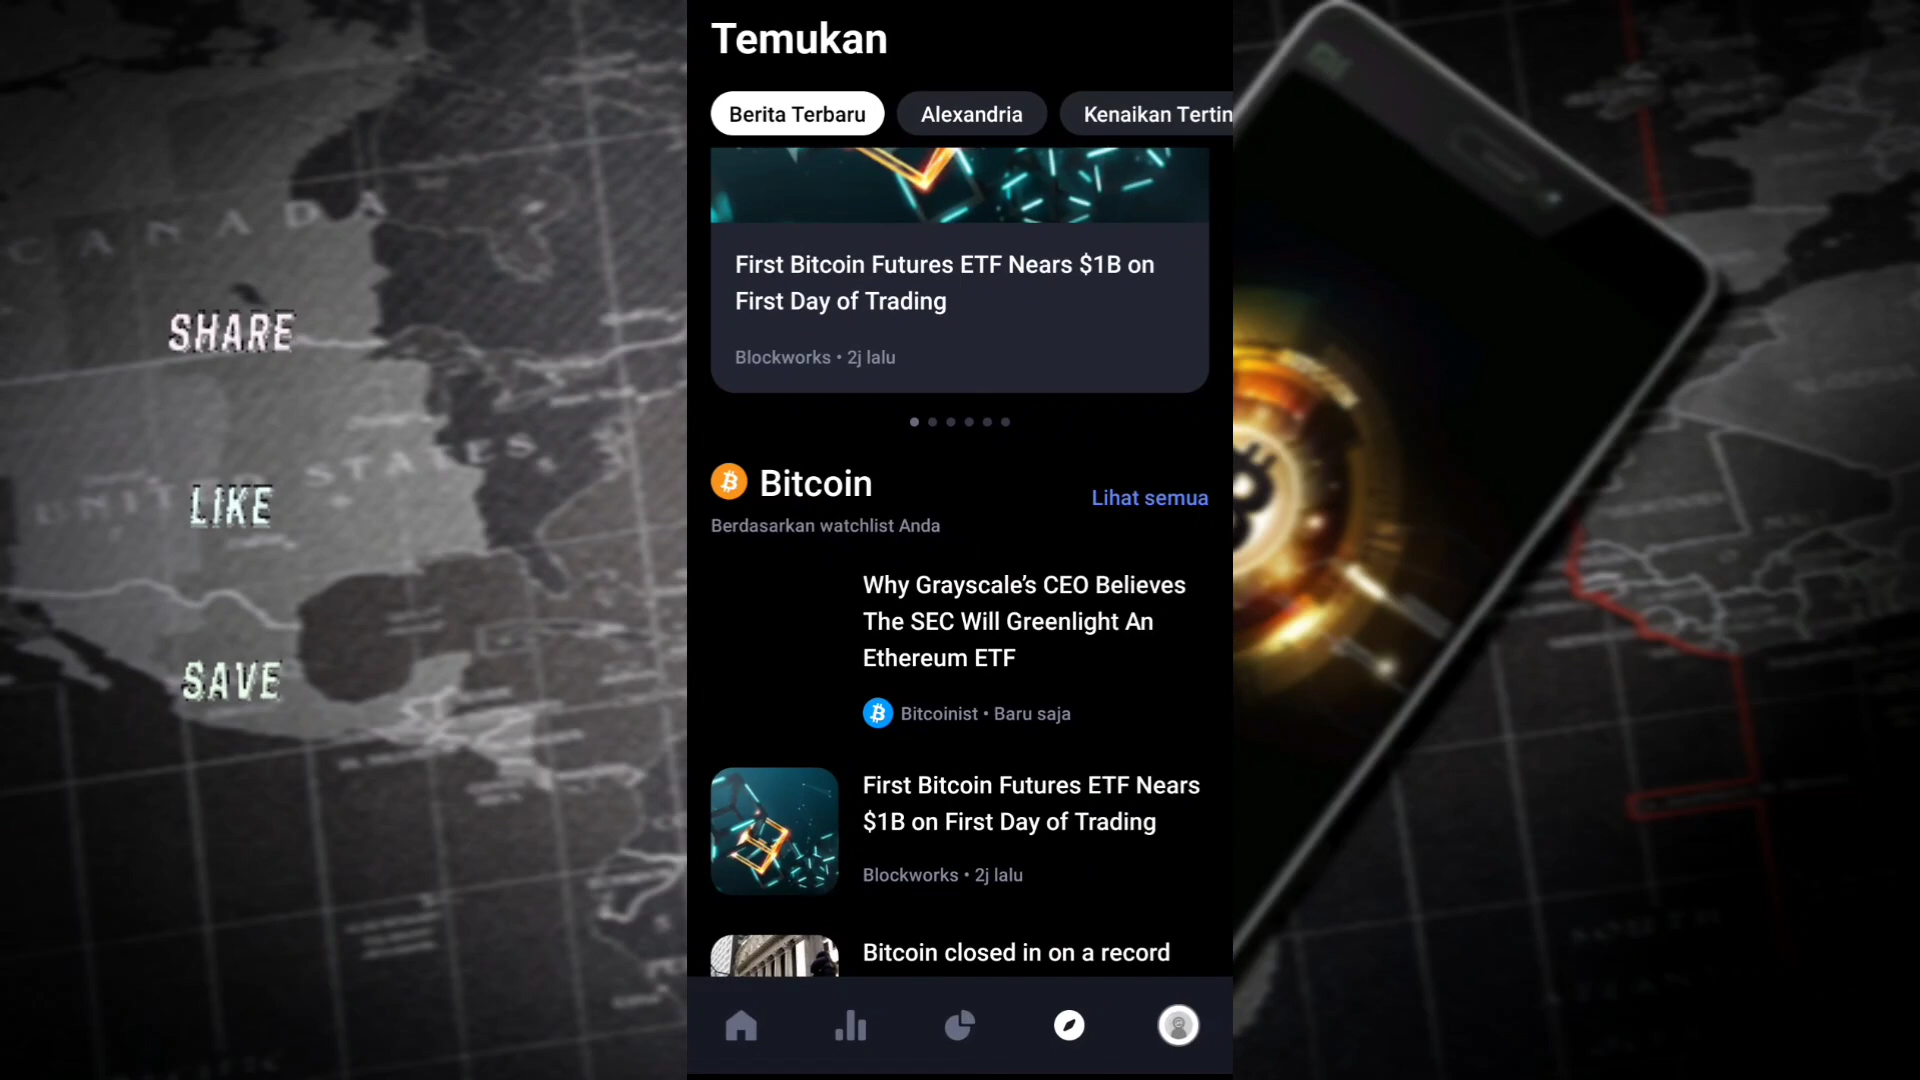 Temukan
Berita Terbaru
Alexandria
Kenaikan Tertin
First Bitcoin Futures ETF Nears $1B on
First Day of Trading
Blockworks • 2j lalu
Bitcoin
Lihat semua
Berdasarkan watchlist Anda
Why Grayscale’s CEO Believes
The SEC Will Greenlight An
Ethereum ETF
Bitcoinist • Baru saja
First Bitcoin Futures ETF Nears
$1B on First Day of Trading
Blockworks • 2j lalu
Bitcoin closed in on a record
SHARE
LIKE
SAVE
CANADA
UNITED STATES